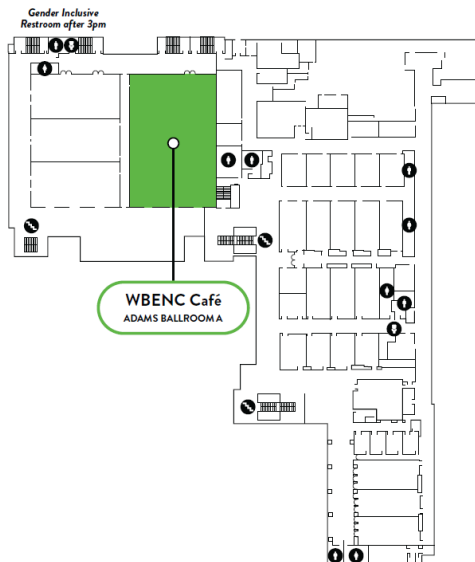 Gender Inclusive
Restroom after 3pm
WBENC Café
ADAMS BALLROOM A